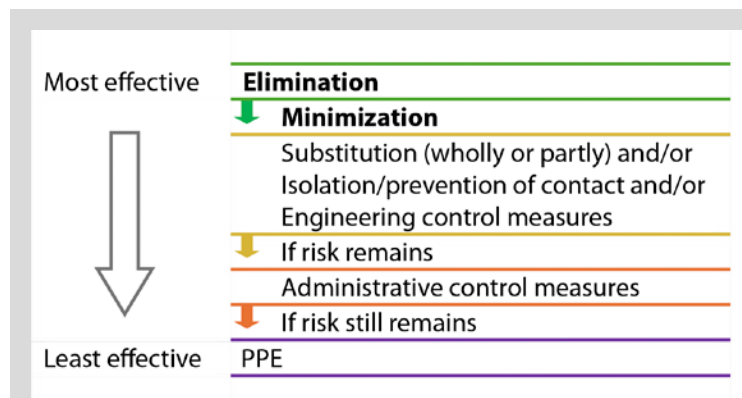 Most effective Elimination
Minimization
Substitution (wholly or partly) and/or
Isolation/prevention of contact and/or
Engineering control measures
If risk remains
Administrative control measures
If risk still remains
Least effective PPE